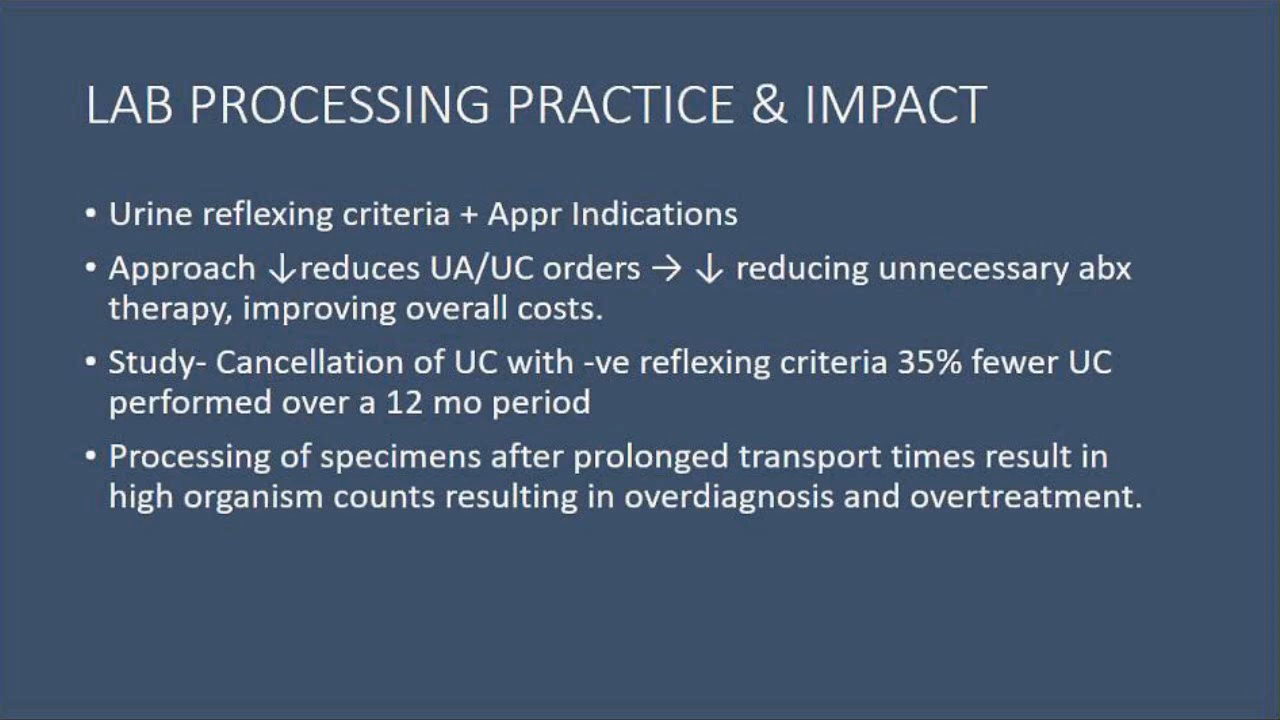 LAB PROCESSING PRACTICE & IMPACT
• Urine reflexing criteria + Appr Indications
• Approach ↓reduces UA/UC orders → ↓ reducing unnecessary abx
therapy, improving overall costs.
• Study- Cancellation of UC with -ve reflexing criteria 35% fewer UC
performed over a 12 mo period
• Processing of specimens after prolonged transport times result in
high organism counts resulting in overdiagnosis and overtreatment.